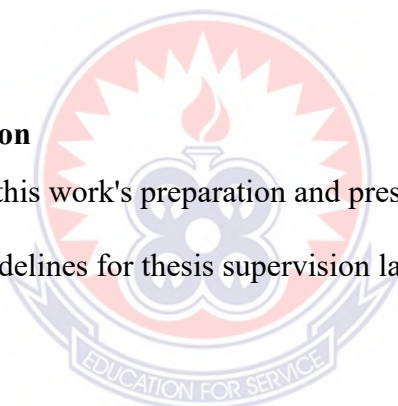 on
this work's preparation and pres
delines for thesis supervision la
EDUCATION FOR SERVICE